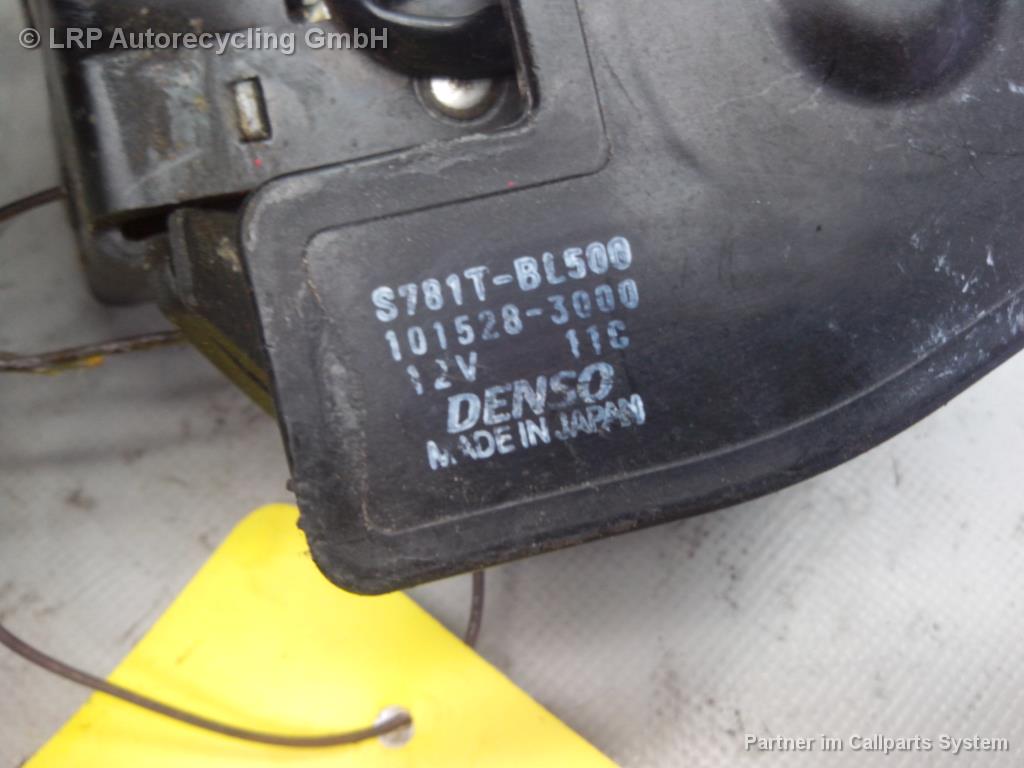 © LRP Autorecycling GmbH
S781T-BL500
101528-3000
12V 11C
DENSO
MADE IN JAPAN
Partner im Callparts System